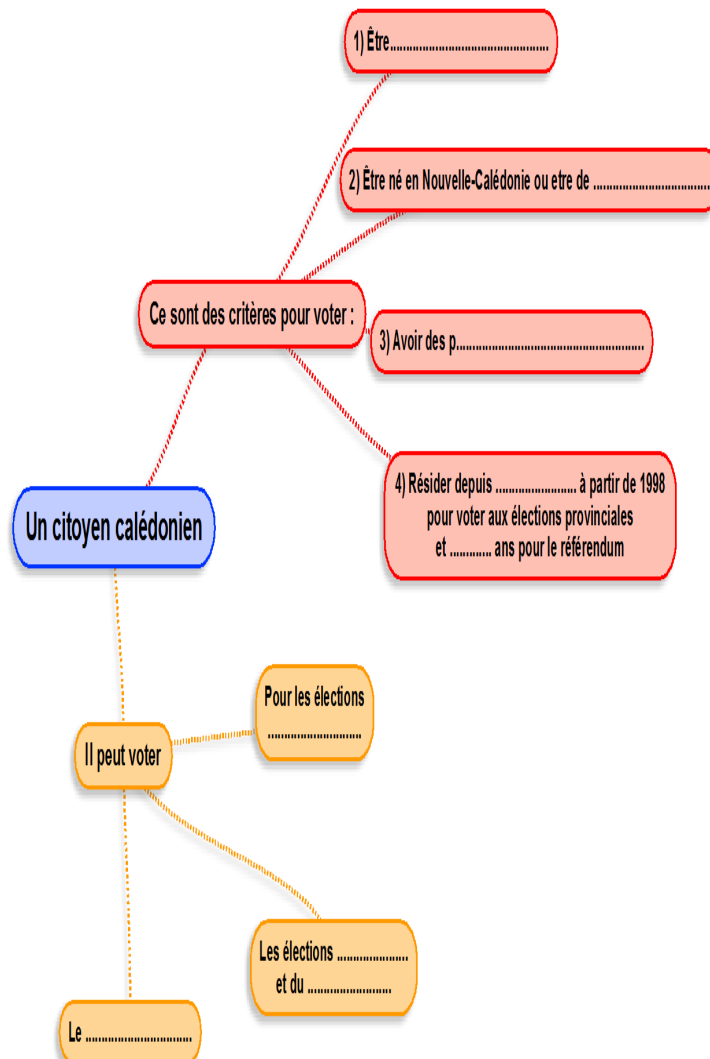 1) Être.................................................
2) Être né en Nouvelle-Calédonie ou etre de .....................................
Ce sont des critères pour voter :
3) Avoir des p..........................................................
4) Résider depuis ......................... à partir de 1998
pour voter aux élections provinciales
et ............. ans pour le référendum
Un citoyen calédonien
Pour les élections
.............................
Il peut voter
Les élections ......................
et du ..........................
Le .................................